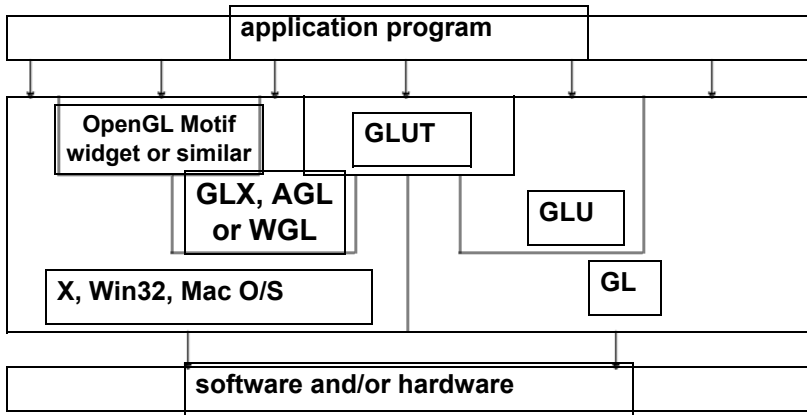 application program
OpenGL Motif
widget or similar
GLUT
GLX, AGL
or WGL
GLU
X, Win32, Mac O/S
GL
software and/or hardware